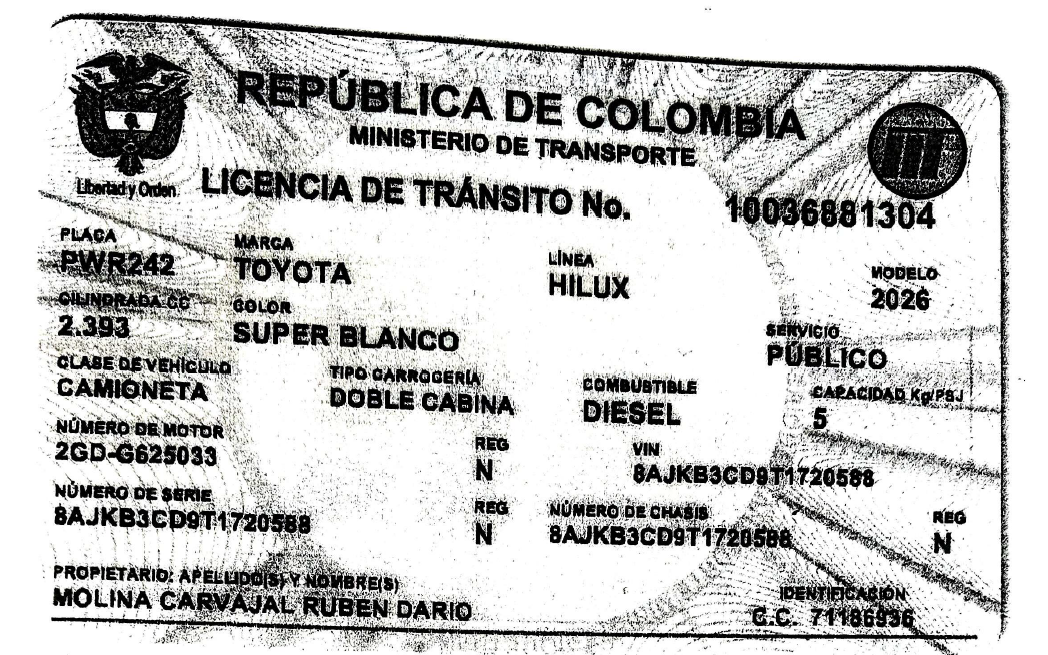 REPÚBLICA DE COLOMBIA
MINISTERIO DE TRANSPORTE
Libertad y Orden
LICENCIA DE TRÁNSITO No. 10036881304
PLACA MARCA LÍNEA MODELO
PWR242 TOYOTA HILUX 2026
CILINDRADA CC COLOR SERVICIO
2.393 SUPER BLANCO PÚBLICO
CLASE DE VEHÍCULO TIPO CARROCERÍA COMBUSTIBLE CAPACIDAD Kg/PSJ
CAMIONETA DOBLE CABINA DIESEL 5
NÚMERO DE MOTOR REG VIN
2GD-G625033 N 8AJKB3CD9T1720588
NÚMERO DE SERIE REG NÚMERO DE CHASIS REG
8AJKB3CD9T1720588 N 8AJKB3CD9T1720588 N
PROPIETARIO: APELLIDO(S) Y NOMBRE(S) IDENTIFICACIÓN
MOLINA CARVAJAL RUBEN DARIO C.C. 71186936